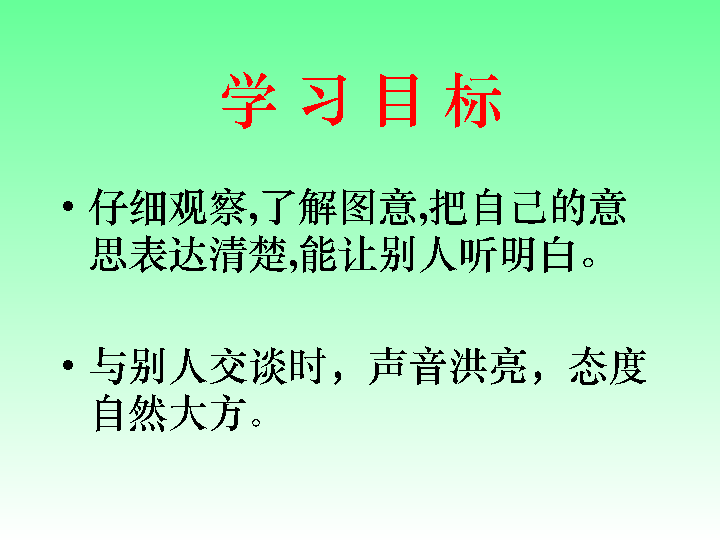 学 习 目 标
• 仔细观察,了解图意,把自己的意
思表达清楚,能让别人听明白。
• 与别人交谈时，声音洪亮，态度
自然大方。